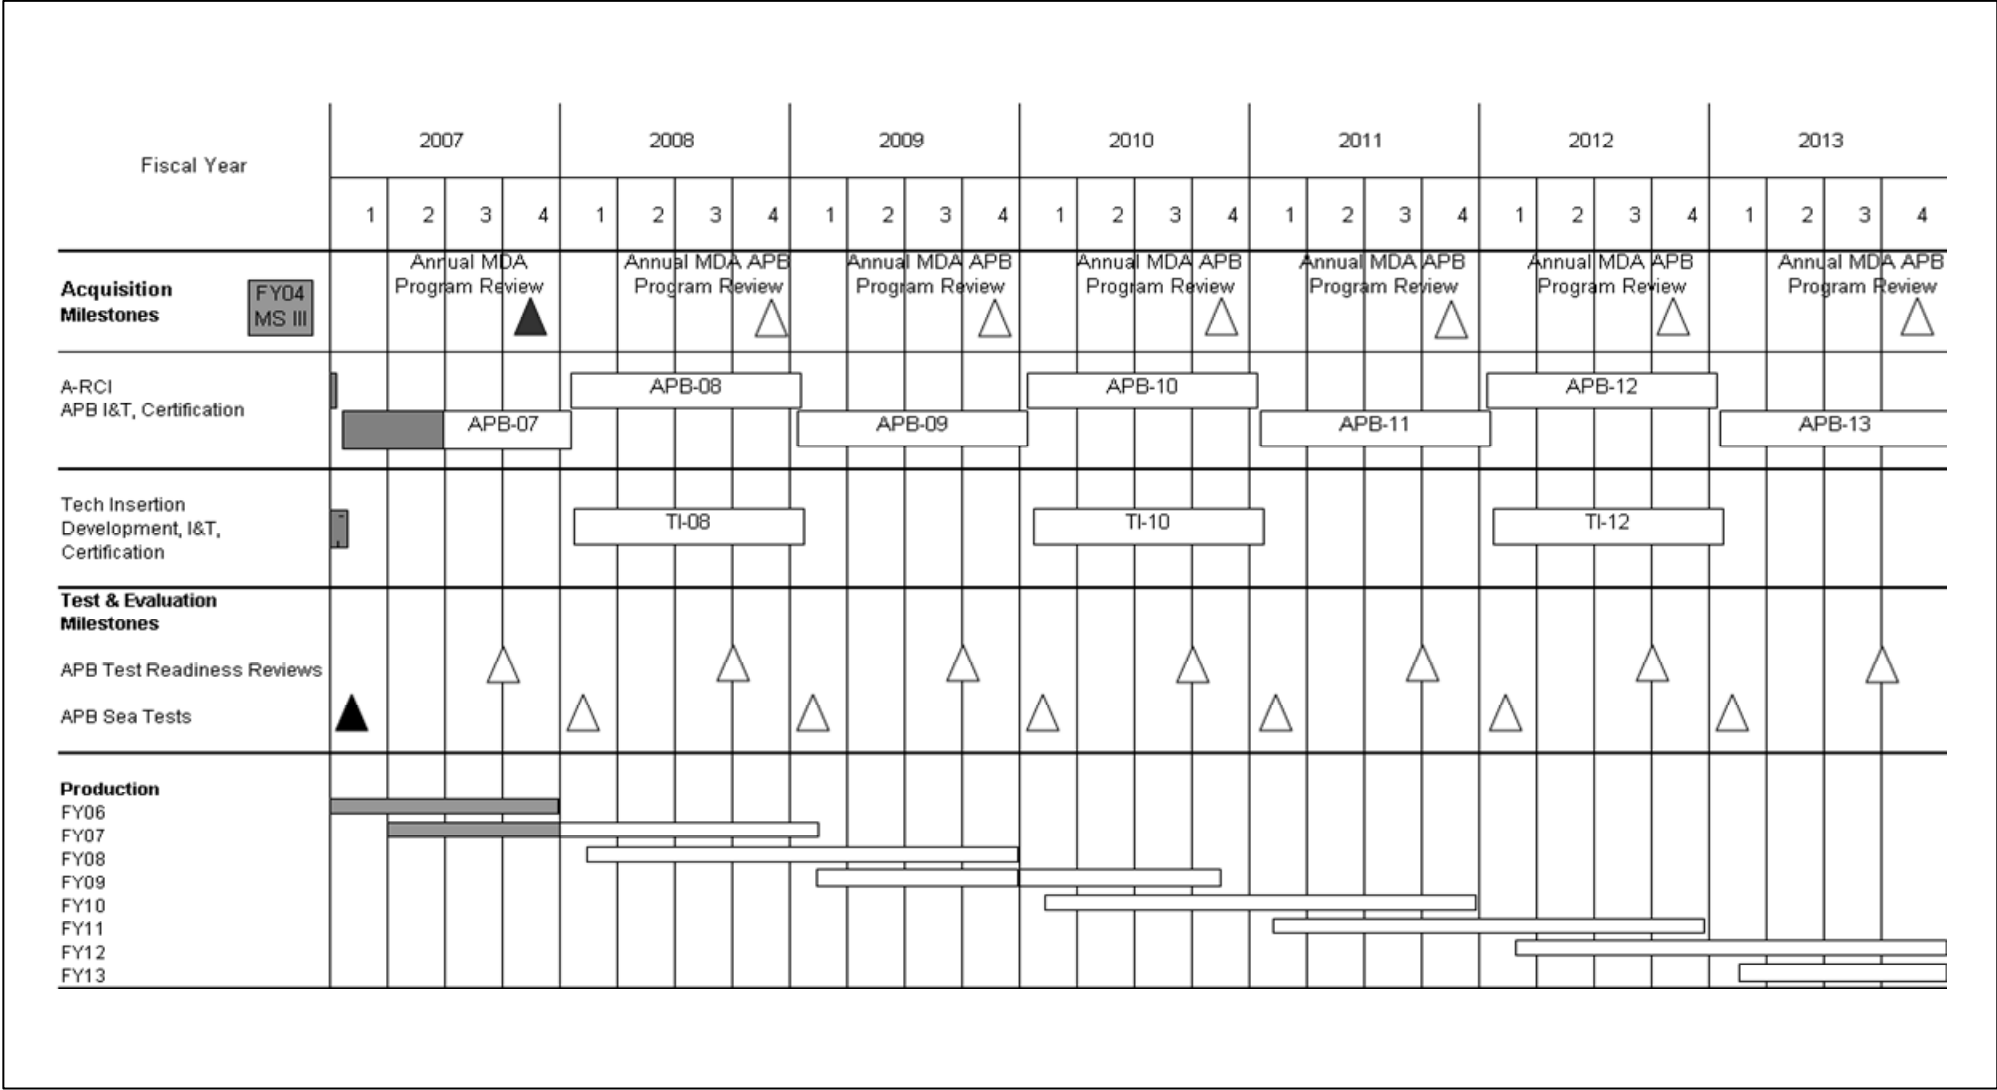 2007 2008 2009 2010 2011 2012 2013
Fiscal Year
1 2 3 4 1 2 3 4 1 2 3 4 1 2 3 4 1 2 3 4 1 2 3 4 1 2 3 4
Annual MDA Annual MDA APB Annual MDA APB Annual MDA APB Annual MDA APB Annual MDA APB Annual MDA APB
Program Review Program Review Program Review Program Review Program Review Program Review Program Review
Acquisition
Milestones
FY04
MS III
A-RCI
APB I&T, Certification
APB-08 APB-10 APB-12
APB-07 APB-09 APB-11 APB-13
Tech Insertion
Development, I&T,
Certification
TI-08 TI-10 TI-12
Test & Evaluation
Milestones
APB Test Readiness Reviews
APB Sea Tests
Production
FY06
FY07
FY08
FY09
FY10
FY11
FY12
FY13